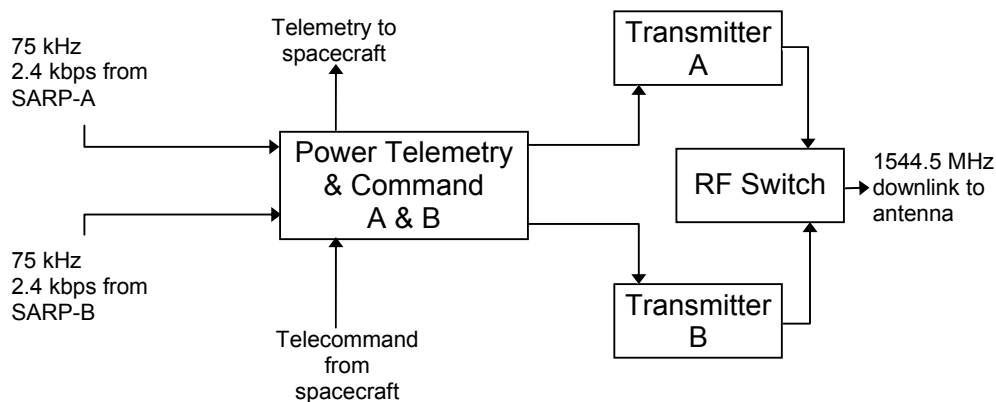 75 kHz
2.4 kbps from
SARP-A
Telemetry to
spacecraft
Transmitter
A
Power Telemetry
& Command
A & B
RF Switch
1544.5 MHz
downlink to
antenna
75 kHz
2.4 kbps from
SARP-B
Telecommand
from
spacecraft
Transmitter
B